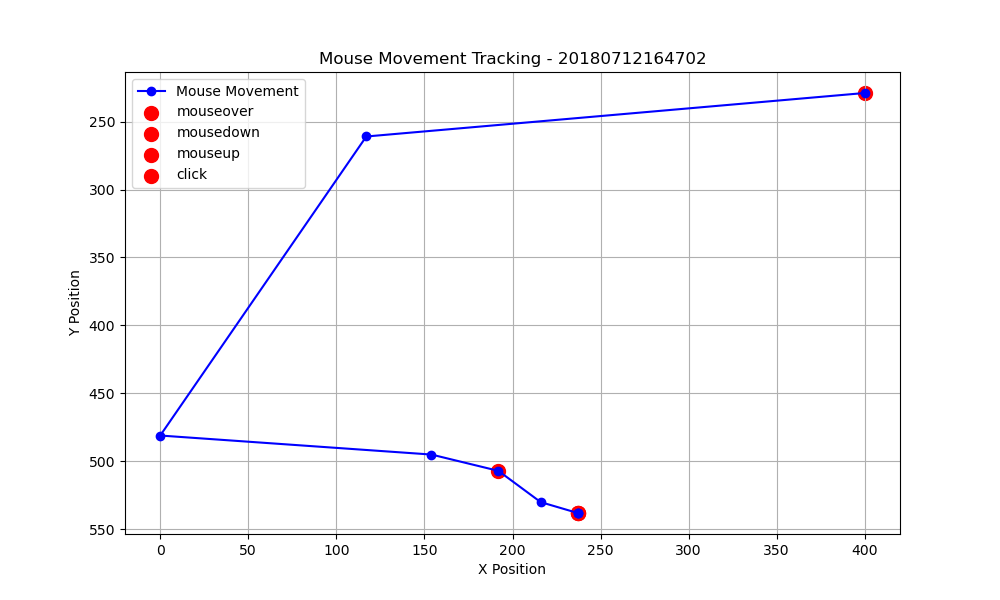 Mouse Movement Tracking - 20180712164702
Mouse Movement
mouseover
mousedown
mouseup
click
Y Position
250
300
350
400
450
500
550
0 50 100 150 200 250 300 350 400
X Position